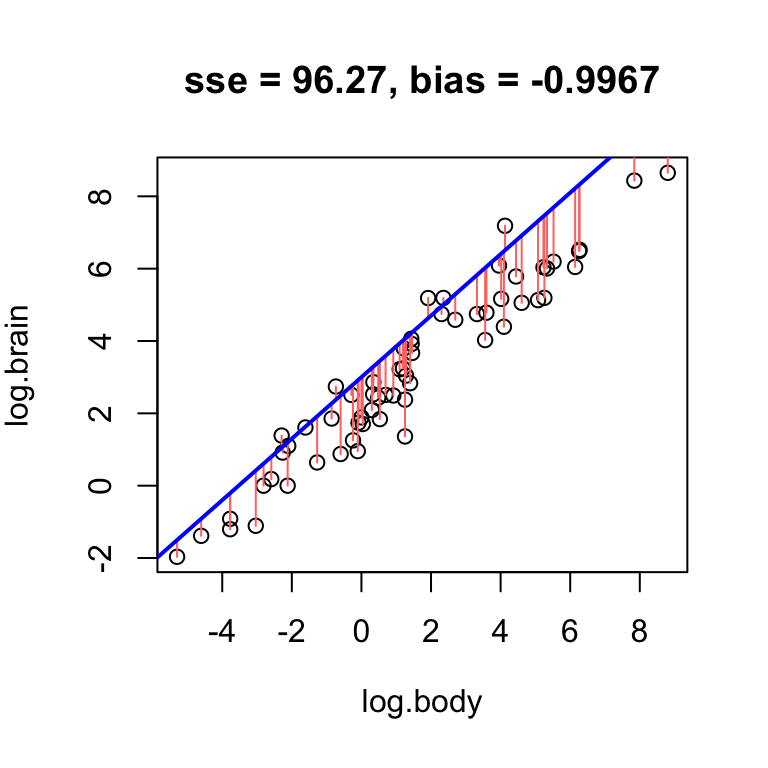 sse = 96.27, bias = -0.9967
log.brain
8
6
4
2
0
-2
-4 -2 0 2 4 6 8
log.body